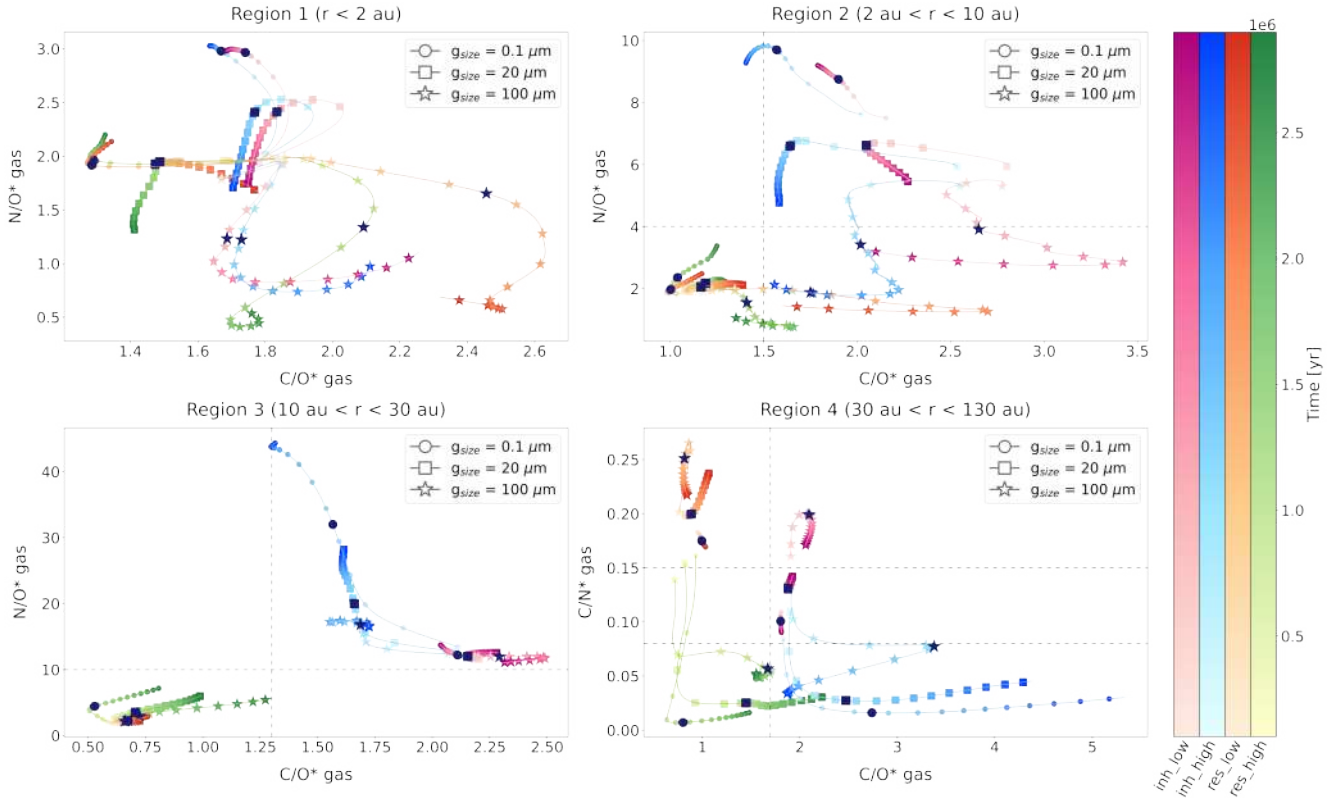 Region 1 (r < 2 au)
N/O* gas
3.0
2.5
2.0
1.5
1.0
0.5
1.4 1.6 1.8 2.0 2.2 2.4 2.6
C/O* gas
g_size = 0.1 μm
g_size = 20 μm
g_size = 100 μm
Region 2 (2 au < r < 10 au)
N/O* gas
10
8
6
4
2
1.0 1.5 2.0 2.5 3.0 3.5
C/O* gas
g_size = 0.1 μm
g_size = 20 μm
g_size = 100 μm
Region 3 (10 au < r < 30 au)
N/O* gas
40
30
20
10
0
0.50 0.75 1.00 1.30 1.50 1.75 2.00 2.25 2.50
C/O* gas
g_size = 0.1 μm
g_size = 20 μm
g_size = 100 μm
Region 4 (30 au < r < 130 au)
C/N* gas
0.25
0.20
0.15
0.10
0.05
0.00
1 2 3 4 5
C/O* gas
g_size = 0.1 μm
g_size = 20 μm
g_size = 100 μm
1e6
2.5
2.0
1.5
1.0
0.5
Time [yr]
inh_low
inh_high
res_low
res_high